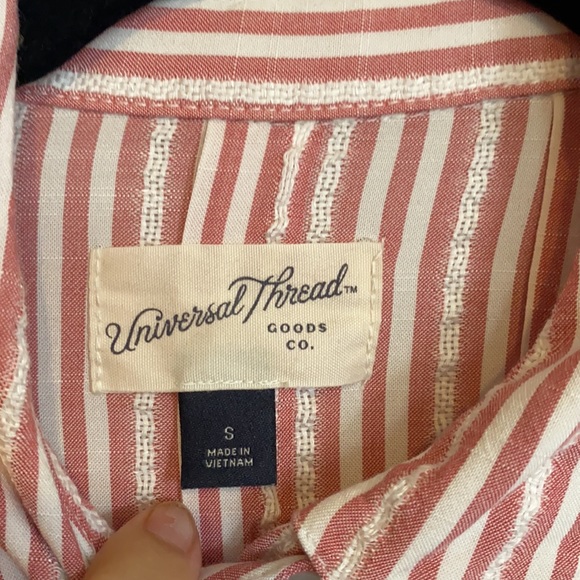 Universal Thread™
GOODS
CO.
S
MADE IN
VIETNAM